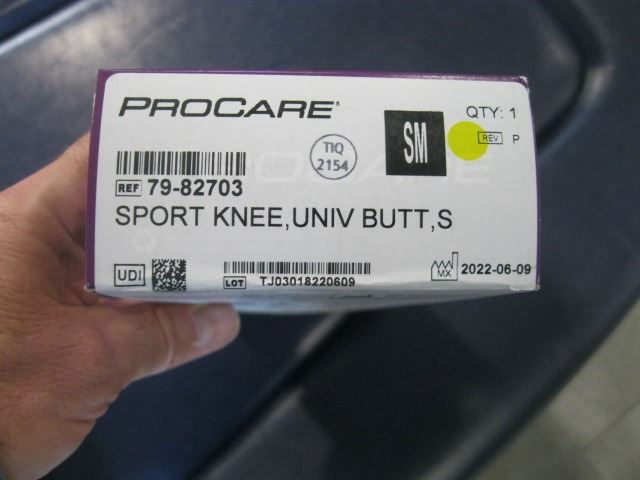 PROCARE®
SM
QTY: 1
REV P
TIQ
2154
REF 79-82703
SPORT KNEE,UNIV BUTT,S
UDI
LOT TJ03018220609
MX 2022-06-09